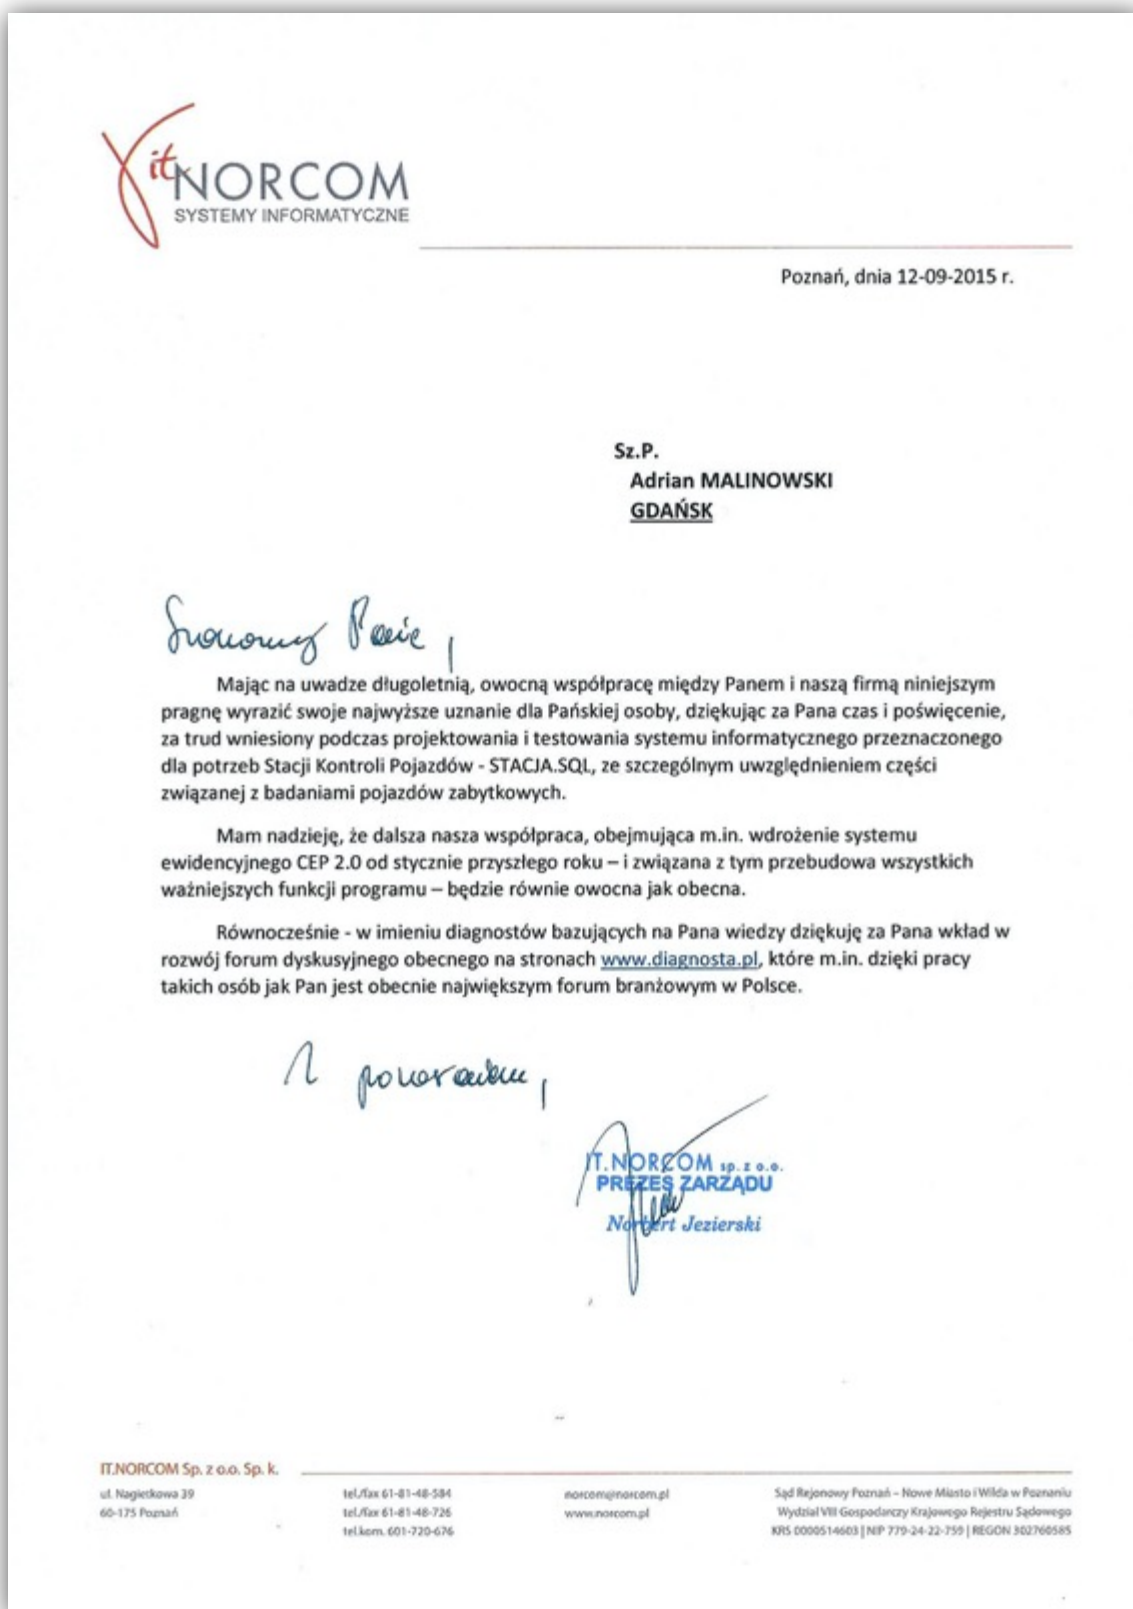 it NORCOM
SYSTEMY INFORMATYCZNE
Poznań, dnia 12-09-2015 r.
Sz.P.
Adrian MALINOWSKI
GDAŃSK
Szanowny Panie,
Mając na uwadze długoletnią, owocną współpracę między Panem i naszą firmą niniejszym
pragnę wyrazić swoje najwyższe uznanie dla Pańskiej osoby, dziękując za Pana czas i poświęcenie,
za trud wniesiony podczas projektowania i testowania systemu informatycznego przeznaczonego
dla potrzeb Stacji Kontroli Pojazdów - STACJA.SQL, ze szczególnym uwzględnieniem części
związanej z badaniami pojazdów zabytkowych.
Mam nadzieję, że dalsza nasza współpraca, obejmująca m.in. wdrożenie systemu
ewidencyjnego CEP 2.0 od stycznie przyszłego roku – i związana z tym przebudowa wszystkich
ważniejszych funkcji programu – będzie równie owocna jak obecna.
Równocześnie - w imieniu diagnostów bazujących na Pana wiedzy dziękuję za Pana wkład w
rozwój forum dyskusyjnego obecnego na stronach www.diagnosta.pl, które m.in. dzięki pracy
takich osób jak Pan jest obecnie największym forum branżowym w Polsce.
Z poważaniem,
IT.NORCOM sp. z o.o.
PREZES ZARZĄDU
Norbert Jezierski
IT.NORCOM Sp. z o.o. Sp. k.
ul. Nagietkowa 39
60-175 Poznań
tel./fax 61-81-48-584
tel./fax 61-81-48-726
tel.kom. 601-720-676
norcom@norcom.pl
www.norcom.pl
Sąd Rejonowy Poznań – Nowe Miasto i Wilda w Poznaniu
Wydział VIII Gospodarczy Krajowego Rejestru Sądowego
KRS 0000514603 | NIP 779-24-22-759 | REGON 302760585